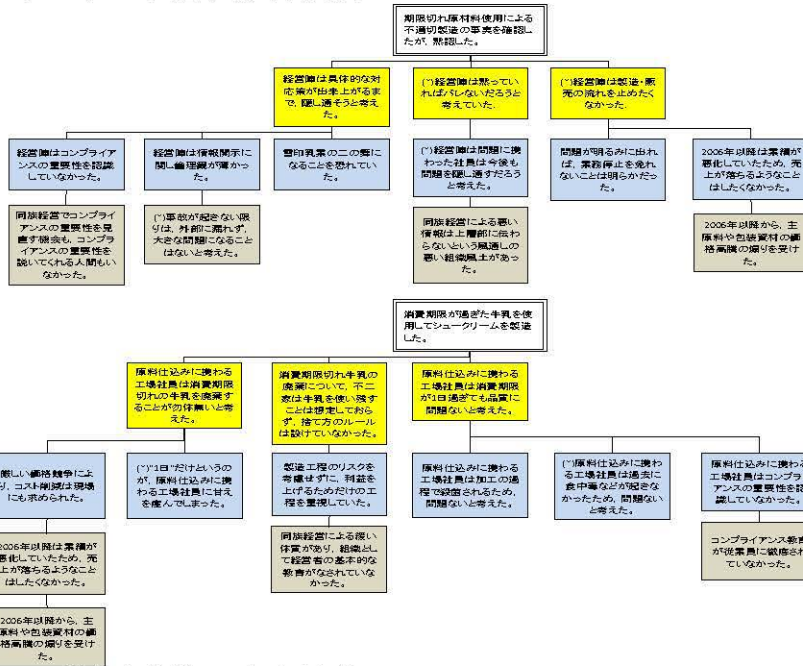 期限切れ原材料使用による
不適切製造の事実を確認し
たが、黙認した。
経営陣は具体的な対
応策が出来上がるま
で、隠し通そうと考え
た。
(*)経営陣は黙ってい
ればバレないだろうと
考えていた。
(*)経営陣は製造・販
売の流れを止めたく
なかった。
経営陣はコンプライア
ンスの重要性を認識
していなかった。
経営陣は情報開示に
関し倫理観が薄かっ
た。
雪印乳業の二の舞に
なることを恐れてい
た。
(*)経営陣は問題に携
わった社員は今後も
問題を隠し通すだろう
と考えた。
問題が明るみに出れ
ば、業務停止を免れ
ないことは明らかだっ
た。
2006年以降は業績が
悪化していたため、売
上が落ちるようなこと
はしたくなかった。
同族経営でコンプライ
アンスの重要性を見
直す機会も、コンプラ
イアンスの重要性を
説いてくれる人間もい
なかった。
(*)事故が起きない限
りは、外部に漏れず、
大きな問題になること
はないと考えた。
同族経営による悪い
情報は上層部に伝わ
らないという風通しの
悪い組織風土があっ
た。
2006年以降から、主
原料や包装資材の価
格高騰の煽りを受け
た。
消費期限が過ぎた牛乳を使
用してシュークリームを製造
した。
原料仕込みに携わる
工場社員は消費期限
切れの牛乳を廃棄す
ることが勿体無いと考
えた。
消費期限切れ牛乳の
廃棄について、不二
家は牛乳を使い残す
ことは想定しておら
ず、捨て方のルール
は設けていなかった。
原料仕込みに携わる
工場社員は消費期限
が1日過ぎても品質に
問題ないと考えた。
厳しい価格競争によ
り、コスト削減は現場
にも求められた。
(*)"1日"だけというの
が、原料仕込みに携
わる工場社員に甘え
を産んでしまった。
製造工程のリスクを
考慮せずに、利益を
上げるためだけの工
程を重視していた。
原料仕込みに携わる
工場社員は加工の過
程で殺菌されるため、
問題ないと考えた。
(*)原料仕込みに携わ
る工場社員は過去に
食中毒などが起きな
かったため、問題ない
と考えた。
原料仕込みに携わる
工場社員はコンプラ
アンスの重要性を認
識していなかった。
2006年以降は業績が
悪化していたため、売
上が落ちるようなこと
はしたくなかった。
同族経営による緩い
体質があり、組織とし
て経営者の基本的な
教育がなされていな
かった。
コンプライアンス教育
が従業員に徹底され
ていなかった。
2006年以降から、主
原料や包装資材の価
格高騰の煽りを受け
た。